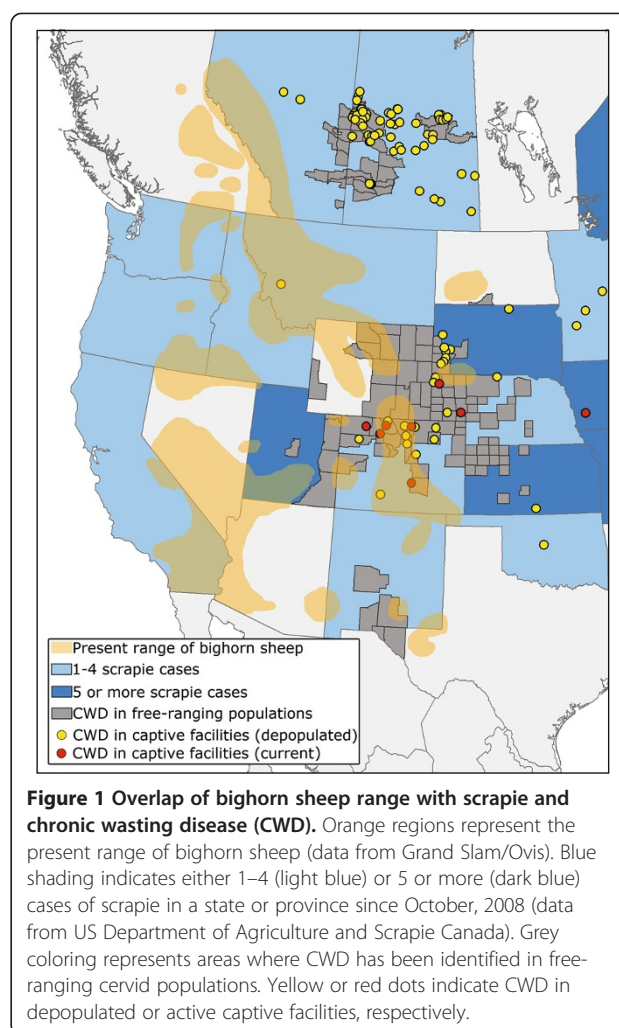 Present range of bighorn sheep
1-4 scrapie cases
5 or more scrapie cases
CWD in free-ranging populations
CWD in captive facilities (depopulated)
CWD in captive facilities (current)
Figure 1 Overlap of bighorn sheep range with scrapie and
chronic wasting disease (CWD). Orange regions represent the
present range of bighorn sheep (data from Grand Slam/Ovis). Blue
shading indicates either 1–4 (light blue) or 5 or more (dark blue)
cases of scrapie in a state or province since October, 2008 (data
from US Department of Agriculture and Scrapie Canada). Grey
coloring represents areas where CWD has been identified in free-
ranging cervid populations. Yellow or red dots indicate CWD in
depopulated or active captive facilities, respectively.